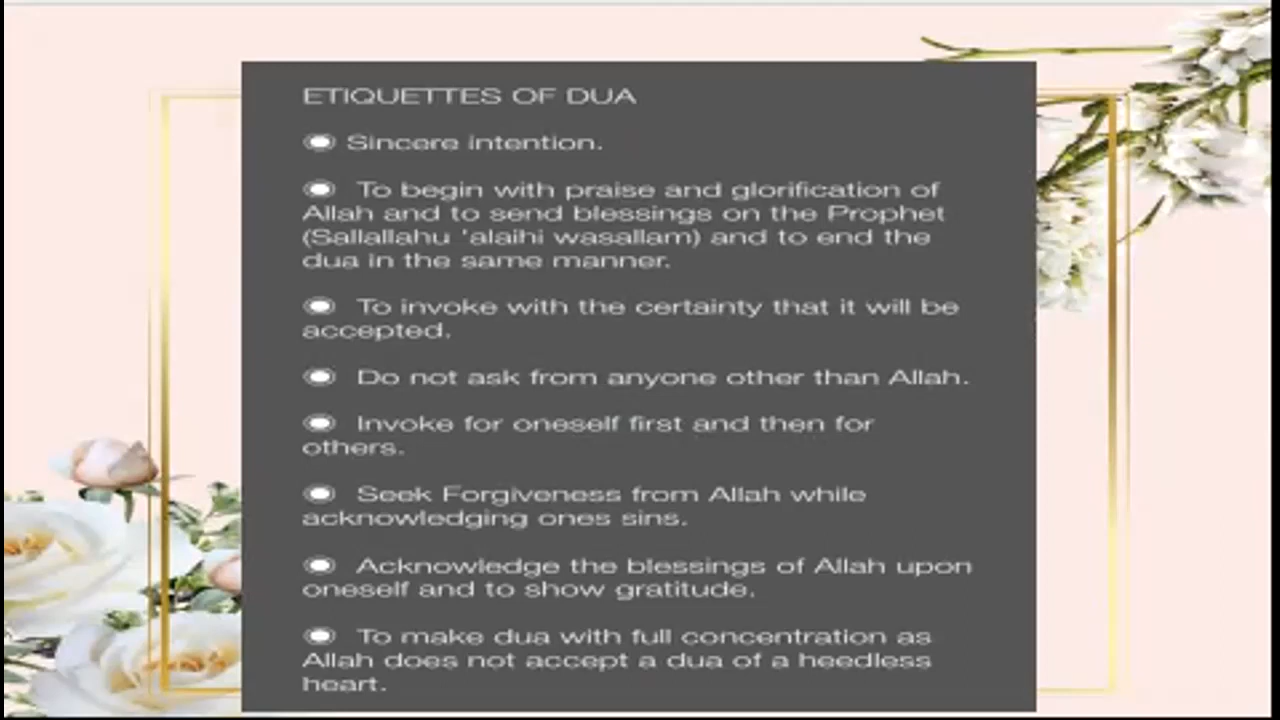 ETIQUETTES OF DUA
◉ Sincere intention.
◉ To begin with praise and glorification of
Allah and to send blessings on the Prophet
(Sallallahu 'alaihi wasallam) and to end the
dua in the same manner.
◉ To invoke with the certainty that it will be
accepted.
◉ Do not ask from anyone other than Allah.
◉ Invoke for oneself first and then for
others.
◉ Seek Forgiveness from Allah while
acknowledging ones sins.
◉ Acknowledge the blessings of Allah upon
oneself and to show gratitude.
◉ To make dua with full concentration as
Allah does not accept a dua of a heedless
heart.